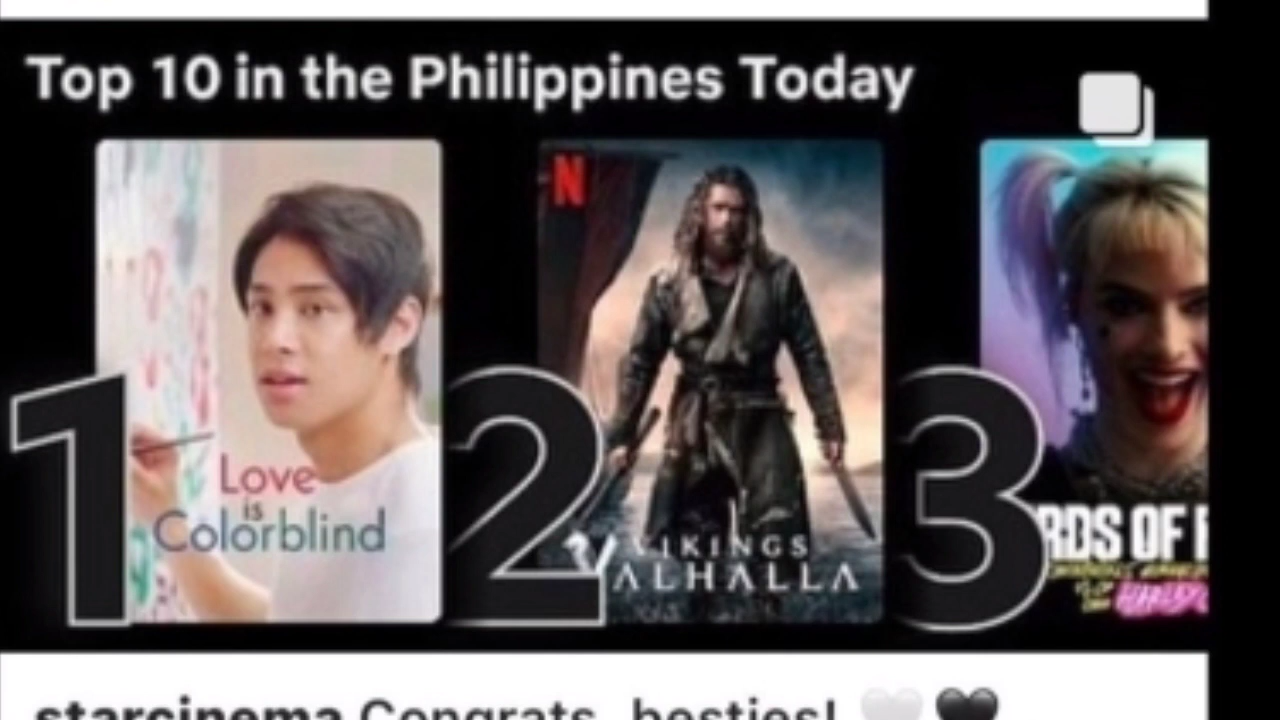 Top 10 in the Philippines Today
N
1
Love
is
Colorblind
2
VIKINGS
VALHALLA
3
RDS OF
starcinema Congrats, besties! 🤍🖤